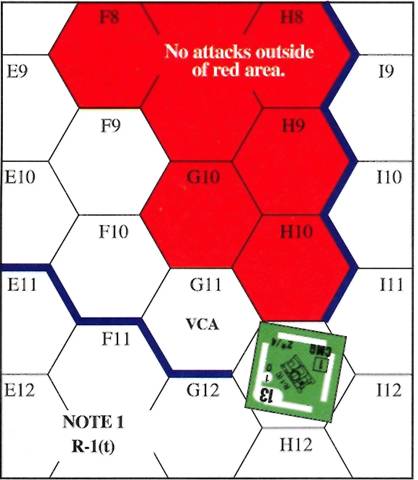 F8
H8
No attacks outside
of red area.
E9
I9
F9
H9
E10
G10
I10
F10
H10
E11
G11
I11
VCA
F11
E12
G12
I12
NOTE 1
R-1(t)
H12
13